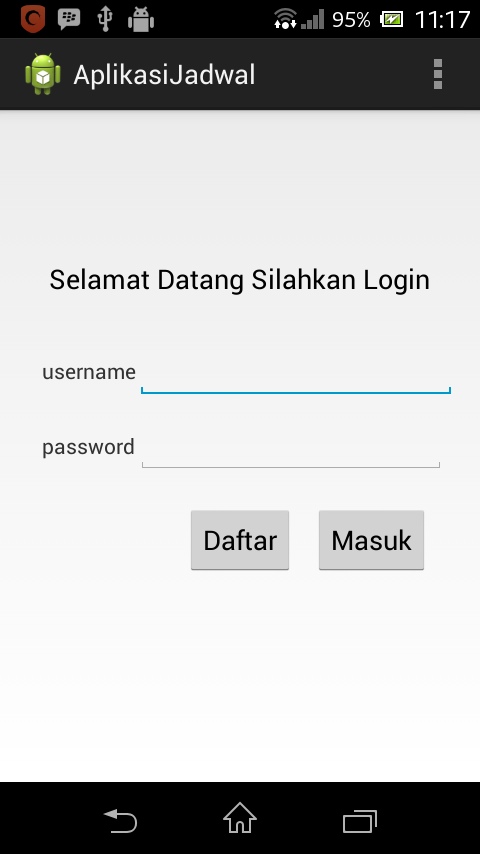 95% 11:17
AplikasiJadwal
Selamat Datang Silahkan Login
username
password
Daftar Masuk